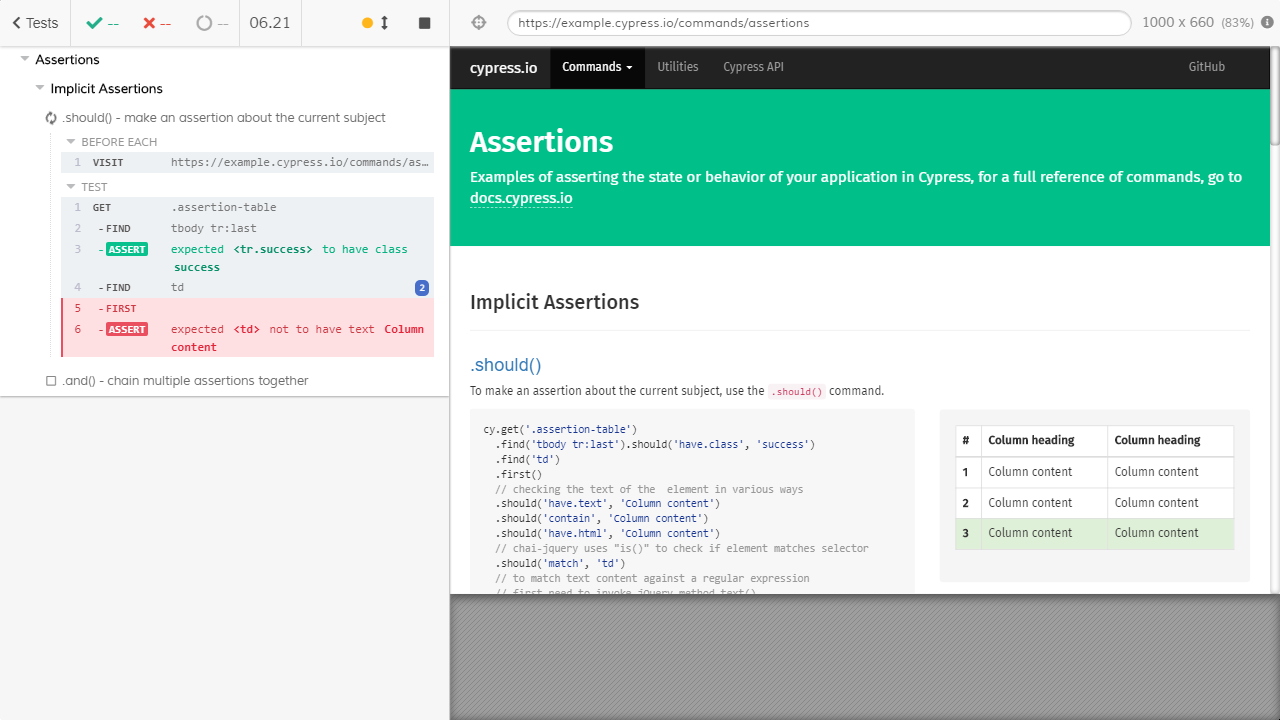 Tests -- -- -- 06.21
Assertions
Implicit Assertions
.should() - make an assertion about the current subject
BEFORE EACH
1 VISIT https://example.cypress.io/commands/as…
TEST
1 GET .assertion-table
2 -FIND tbody tr:last
3 -ASSERT expected <tr.success> to have class
success
4 -FIND td 2
5 -FIRST
6 -ASSERT expected <td> not to have text Column
content
.and() - chain multiple assertions together
https://example.cypress.io/commands/assertions 1000 x 660 (83%)
cypress.io Commands Utilities Cypress API GitHub
Assertions
Examples of asserting the state or behavior of your application in Cypress, for a full reference of commands, go to
docs.cypress.io
Implicit Assertions
.should()
To make an assertion about the current subject, use the .should() command.
cy.get('.assertion-table')
.find('tbody tr:last').should('have.class', 'success')
.find('td')
.first()
// checking the text of the  element in various ways
.should('have.text', 'Column content')
.should('contain', 'Column content')
.should('have.html', 'Column content')
// chai-jquery uses "is()" to check if element matches selector
.should('match', 'td')
// to match text content against a regular expression
// first need to invoke jQuery method text()
# Column heading Column heading
1 Column content Column content
2 Column content Column content
3 Column content Column content